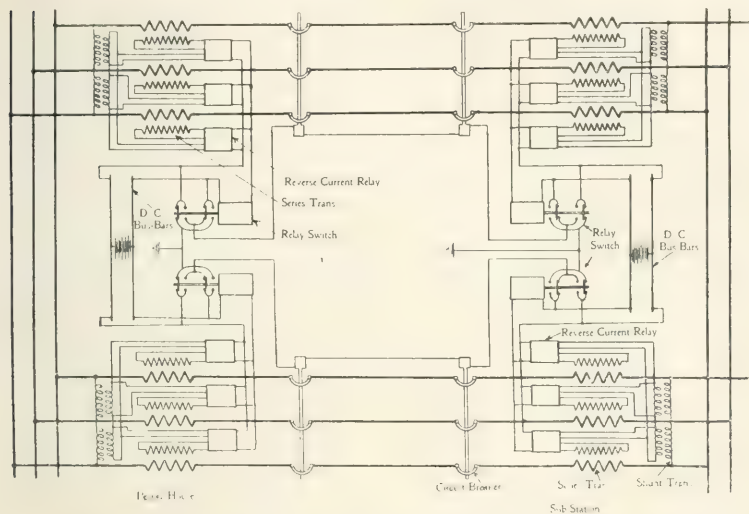 Reverse Current Relay
Series Trans
Relay Switch
D C
Bus-Bars
Relay
Switch
D C
Bus Bars
Reverse Current Relay
Circuit Breaker
Shunt Tran
Sub Station